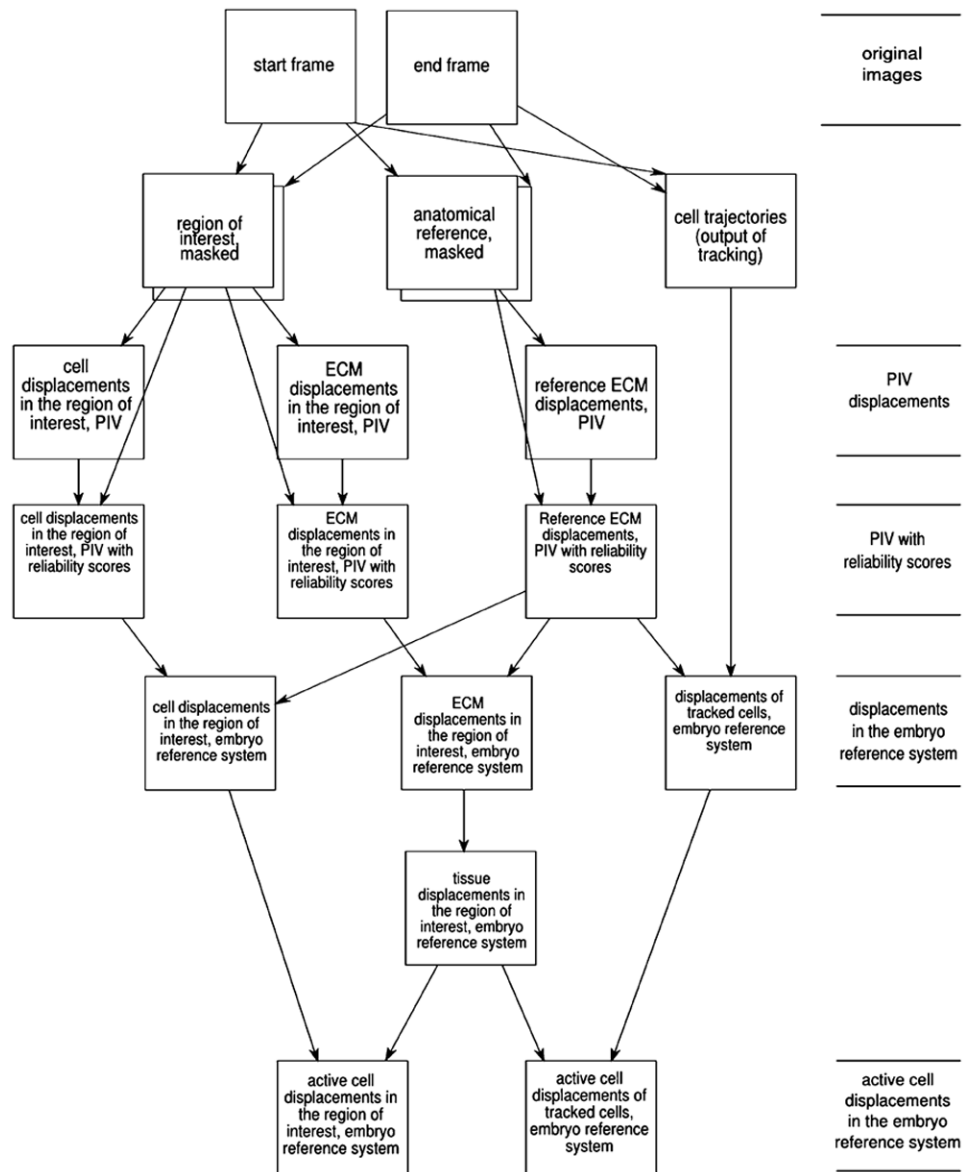 start frame
end frame
original
images
region of
interest,
masked
anatomical
reference,
masked
cell trajectories
(output of
tracking)
cell
displacements
in the region of
interest, PIV
ECM
displacements
in the region of
interest, PIV
reference ECM
displacements,
PIV
PIV
displacements
cell displacements
in the region of
interest, PIV with
reliability scores
ECM
displacements in
the region of
interest, PIV with
reliability scores
Reference ECM
displacements,
PIV with reliability
scores
PIV with
reliability scores
cell displacements
in the region of
interest, embryo
reference system
ECM
displacements in
the region of
interest, embryo
reference system
displacements of
tracked cells,
embryo reference
system
displacements
in the embryo
reference system
tissue
displacements in
the region of
interest, embryo
reference system
active cell
displacements in
the region of
interest, embryo
reference system
active cell
displacements of
tracked cells,
embryo reference
system
active cell
displacements
in the embryo
reference system